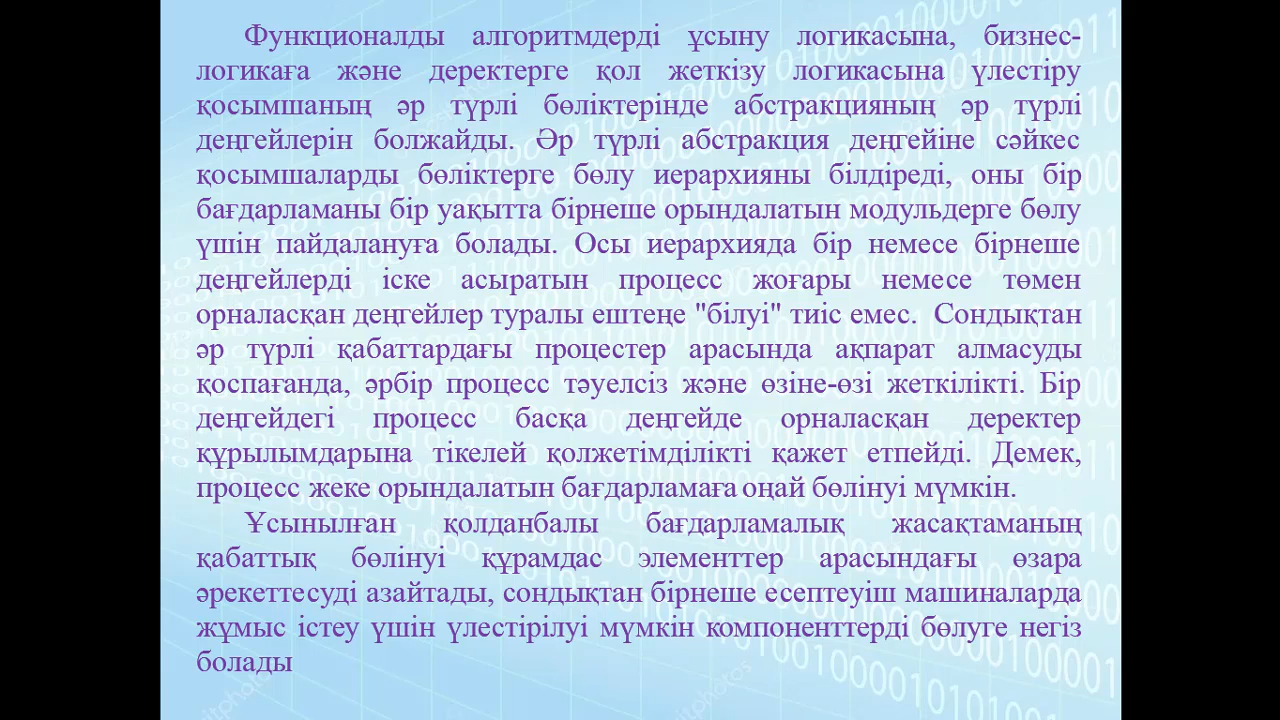 Функционалды алгоритмдерді ұсыну логикасына, бизнес-
логикаға және деректерге қол жеткізу логикасына үлестіру
қосымшаның әр түрлі бөліктерінде абстракцияның әр түрлі
деңгейлерін болжайды. Әр түрлі абстракция деңгейіне сәйкес
қосымшаларды бөліктерге бөлу иерархияны білдіреді, оны бір
бағдарламаны бір уақытта бірнеше орындалатын модульдерге бөлу
үшін пайдалануға болады. Осы иерархияда бір немесе бірнеше
деңгейлерді іске асыратын процесс жоғары немесе төмен
орналасқан деңгейлер туралы ештеңе "білуі" тиіс емес. Сондықтан
әр түрлі қабаттардағы процестер арасында ақпарат алмасуды
қоспағанда, әрбір процесс тәуелсіз және өзіне-өзі жеткілікті. Бір
деңгейдегі процесс басқа деңгейде орналасқан деректер
құрылымдарына тікелей қолжетімділікті қажет етпейді. Демек,
процесс жеке орындалатын бағдарламаға оңай бөлінуі мүмкін.
Ұсынылған қолданбалы бағдарламалық жасақтаманың
қабаттық бөлінуі құрамдас элементтер арасындағы өзара
әрекеттесуді азайтады, сондықтан бірнеше есептеуіш машиналарда
жұмыс істеу үшін үлестірілуі мүмкін компоненттерді бөлуге негіз
болады